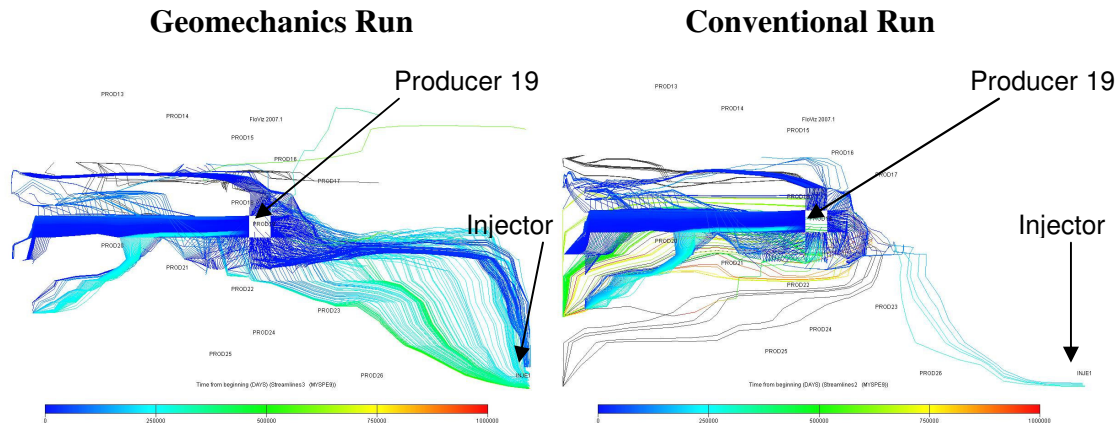 Geomechanics Run
Conventional Run
Producer 19
Producer 19
Injector
Injector
PROD13
PROD14
FloViz 2007.1
PROD15
PROD16
PROD17
PROD20
PROD21
PROD22
PROD23
PROD24
PROD25
PROD26
INJE1
Time from beginning (DAYS) (Streamlines3 (MYSPE9))
0
250000
500000
750000
1000000
PROD13
PROD14
FloViz 2007.1
PROD15
PROD16
PROD17
PROD20
PROD21
PROD22
PROD23
PROD24
PROD25
PROD26
INJE1
Time from beginning (DAYS) (Streamlines2 (MYSPE9))
0
250000
500000
750000
1000000